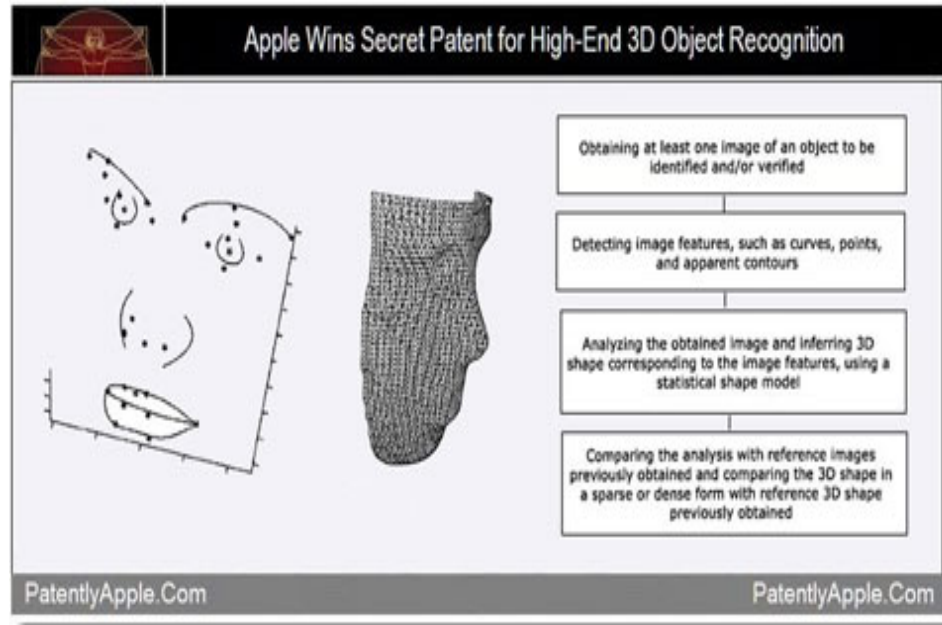 Apple Wins Secret Patent for High-End 3D Object Recognition
Obtaining at least one image of an object to be
identified and/or verified
Detecting image features, such as curves, points,
and apparent contours
Analyzing the obtained image and inferring 3D
shape corresponding to the image features, using a
statistical shape model
Comparing the analysis with reference images
previously obtained and comparing the 3D shape in
a sparse or dense form with reference 3D shape
previously obtained
PatentlyApple.Com
PatentlyApple.Com